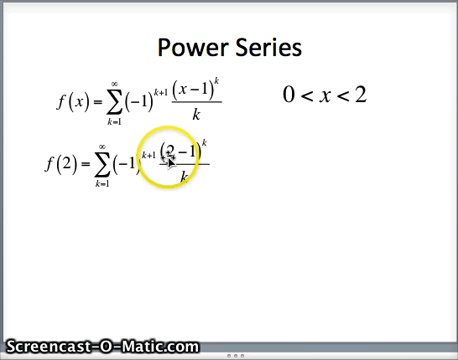 Power Series
f(x) = ∑_{k=1}^{∞} (−1)^{k+1} (x−1)^k / k
0 < x < 2
f(2) = ∑_{k=1}^{∞} (−1)^{k+1} (2−1)^k / k
Screencast-O-Matic.com